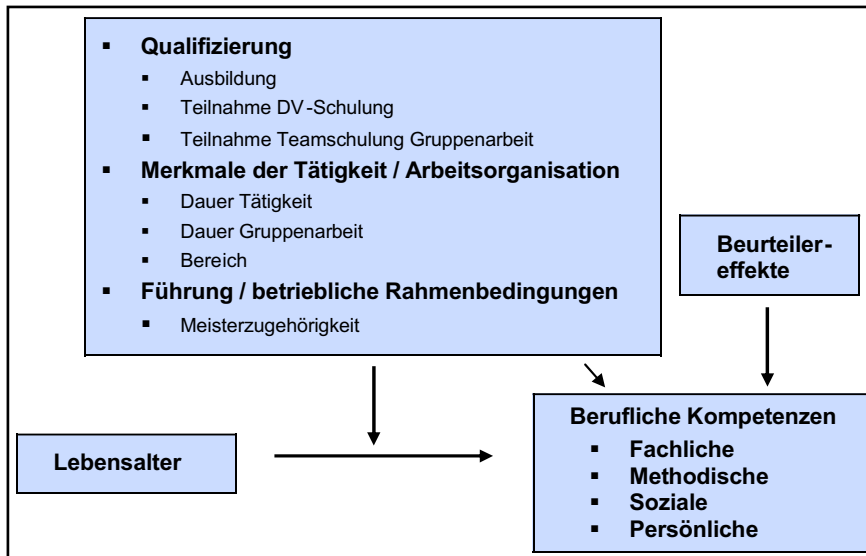 ▪ Qualifizierung
▪ Ausbildung
▪ Teilnahme DV-Schulung
▪ Teilnahme Teamschulung Gruppenarbeit
▪ Merkmale der Tätigkeit / Arbeitsorganisation
▪ Dauer Tätigkeit
▪ Dauer Gruppenarbeit
▪ Bereich
▪ Führung / betriebliche Rahmenbedingungen
▪ Meisterzugehörigkeit
Beurteiler-
effekte
Lebensalter
Berufliche Kompetenzen
▪ Fachliche
▪ Methodische
▪ Soziale
▪ Persönliche